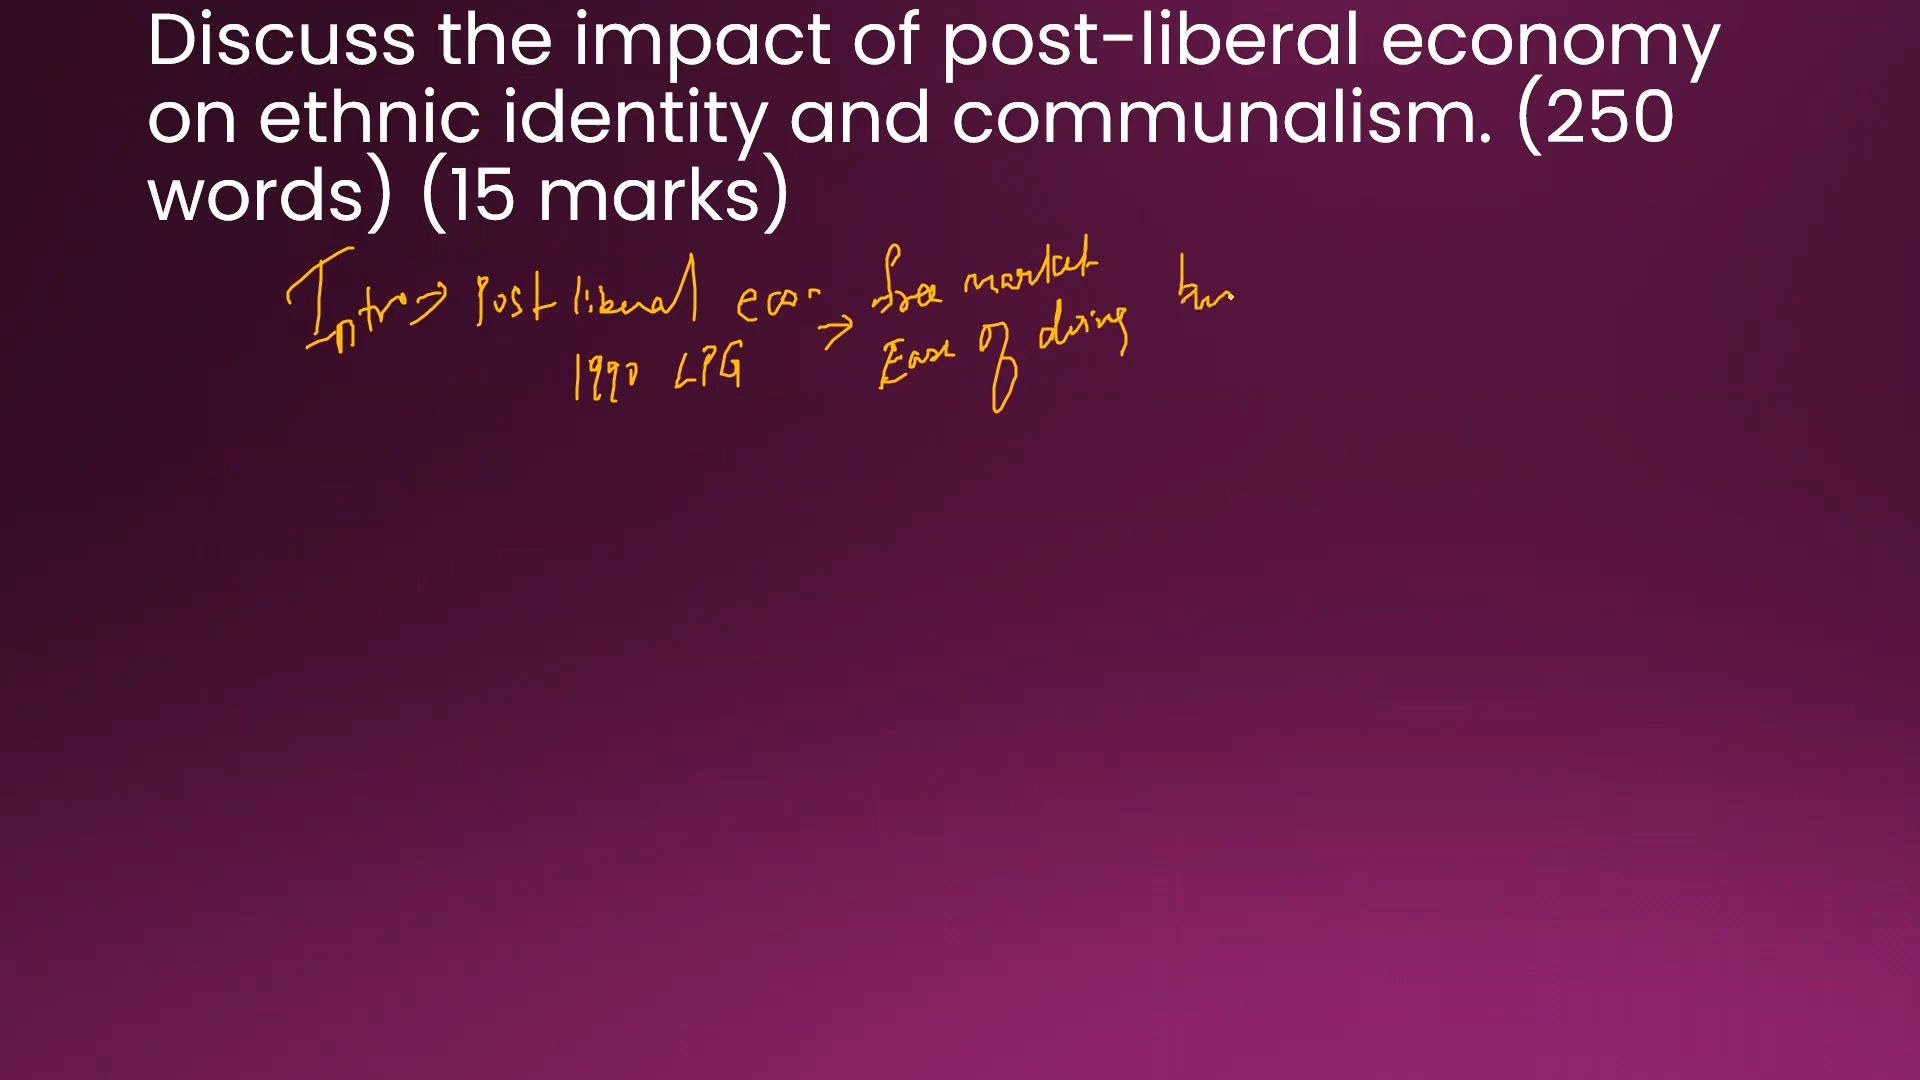 Discuss the impact of post-liberal economy
on ethnic identity and communalism. (250
words) (15 marks)
Intro → Post liberal econ → free market
1990 LPG Ease of doing